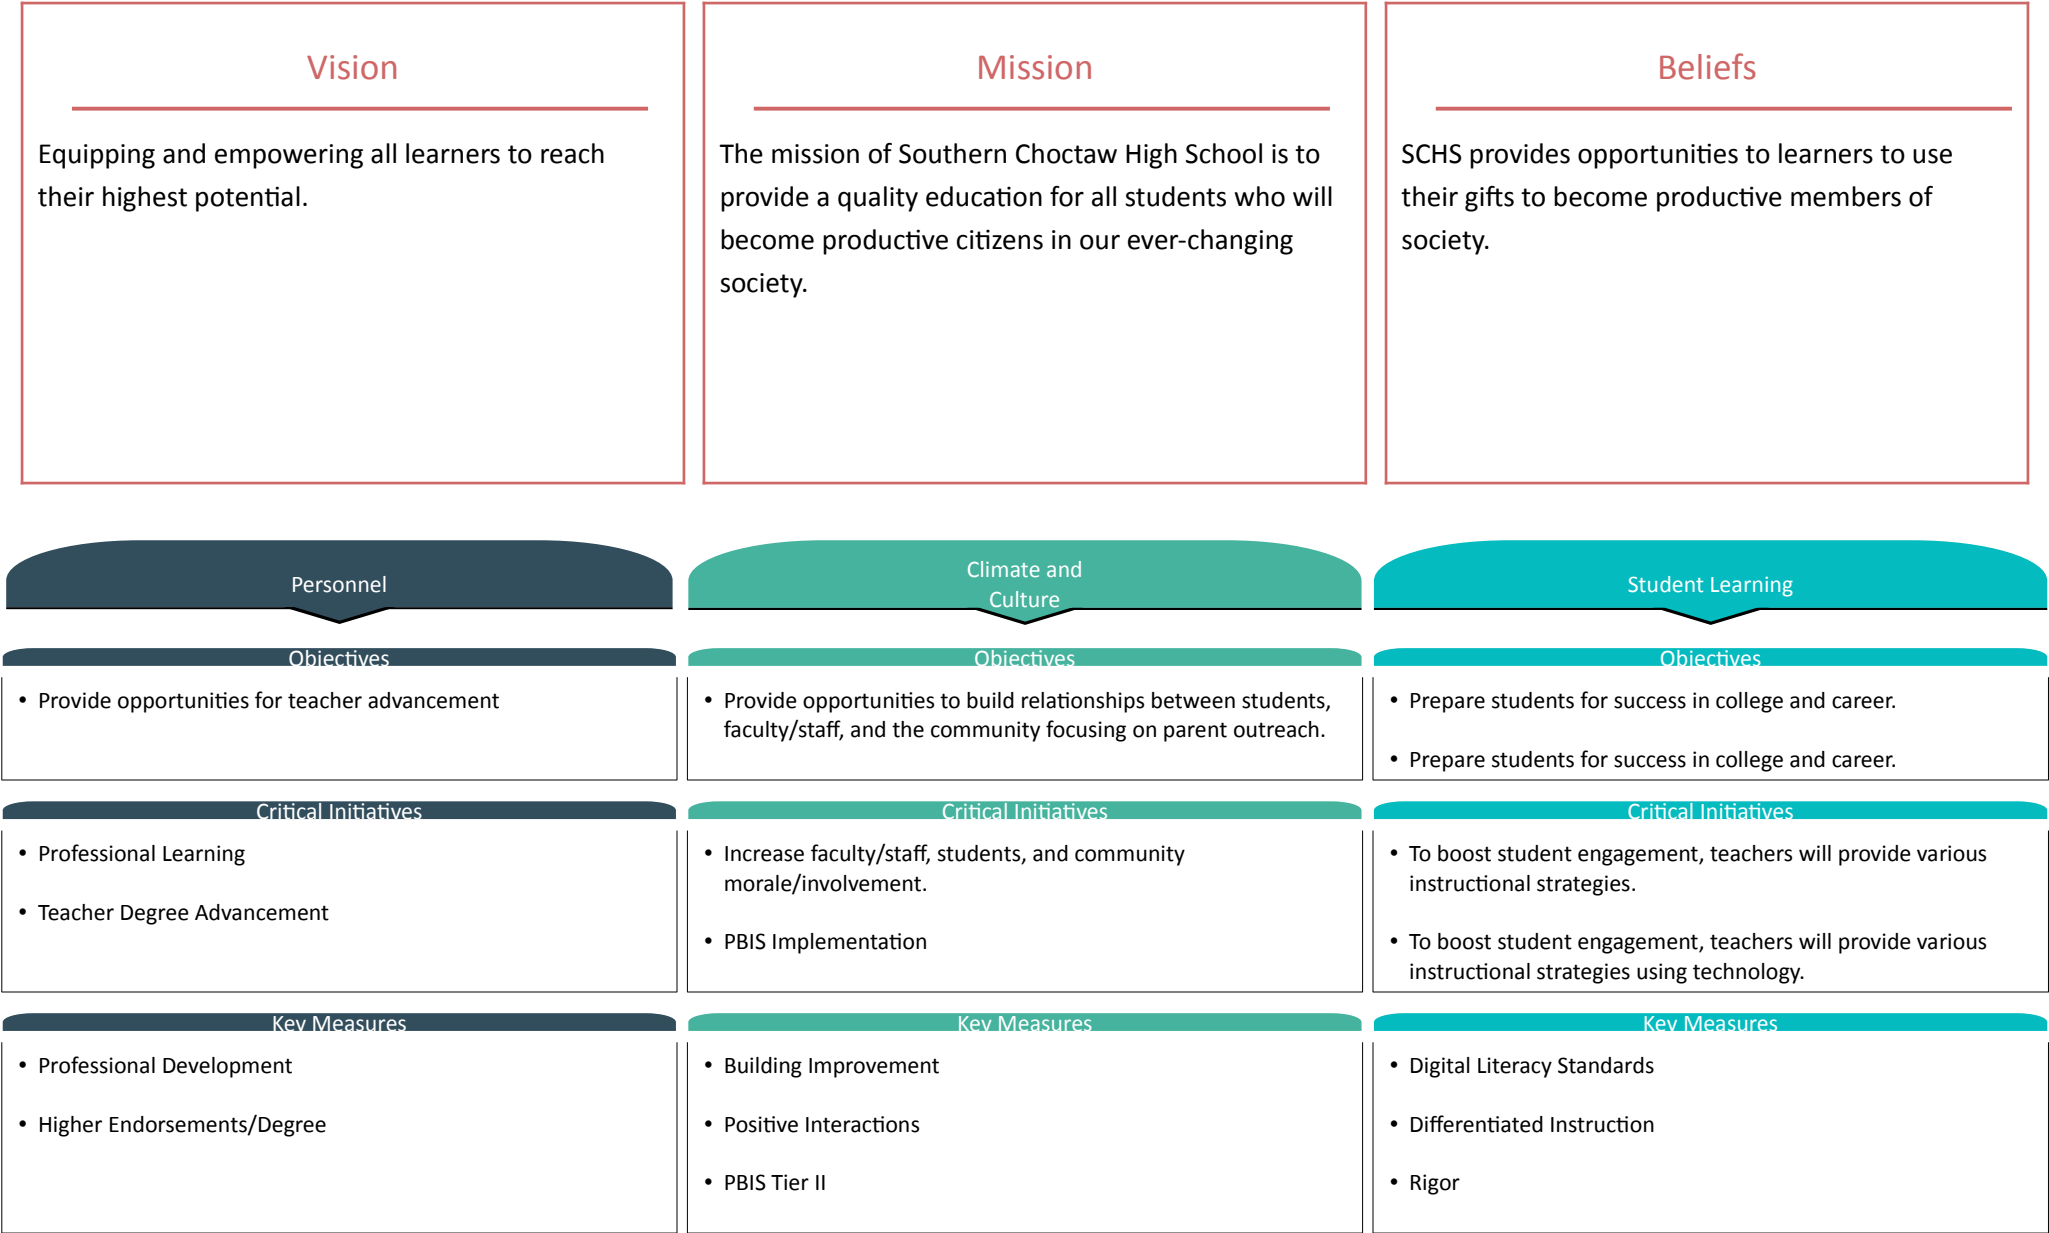 Vision
Equipping and empowering all learners to reach
their highest potential.
Mission
The mission of Southern Choctaw High School is to
provide a quality education for all students who will
become productive citizens in our ever-changing
society.
Beliefs
SCHS provides opportunities to learners to use
their gifts to become productive members of
society.
Personnel
Objectives
• Provide opportunities for teacher advancement
Critical Initiatives
• Professional Learning
• Teacher Degree Advancement
Key Measures
• Professional Development
• Higher Endorsements/Degree
Climate and
Culture
Objectives
• Provide opportunities to build relationships between students,
faculty/staff, and the community focusing on parent outreach.
Critical Initiatives
• Increase faculty/staff, students, and community
morale/involvement.
• PBIS Implementation
Key Measures
• Building Improvement
• Positive Interactions
• PBIS Tier II
Student Learning
Objectives
• Prepare students for success in college and career.
• Prepare students for success in college and career.
Critical Initiatives
• To boost student engagement, teachers will provide various
instructional strategies.
• To boost student engagement, teachers will provide various
instructional strategies using technology.
Key Measures
• Digital Literacy Standards
• Differentiated Instruction
• Rigor